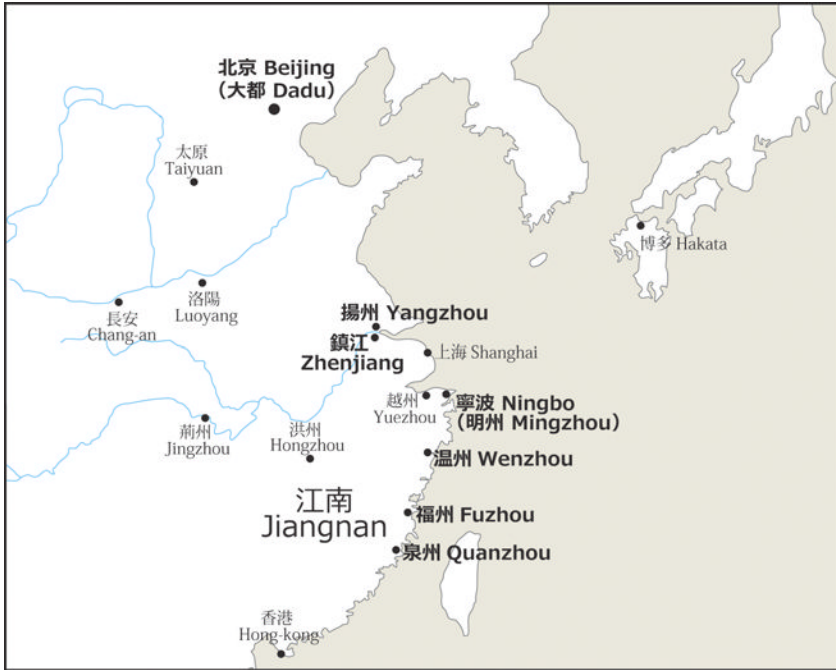 北京 Beijing
（大都 Dadu）
太原
Taiyuan
博多 Hakata
洛陽
Luoyang
長安
Chang-an
揚州 Yangzhou
鎮江
Zhenjiang
上海 Shanghai
越州
Yuezhou
寧波 Ningbo
（明州 Mingzhou）
荊州
Jingzhou
洪州
Hongzhou
温州 Wenzhou
江南
Jiangnan
福州 Fuzhou
泉州 Quanzhou
香港
Hong-kong